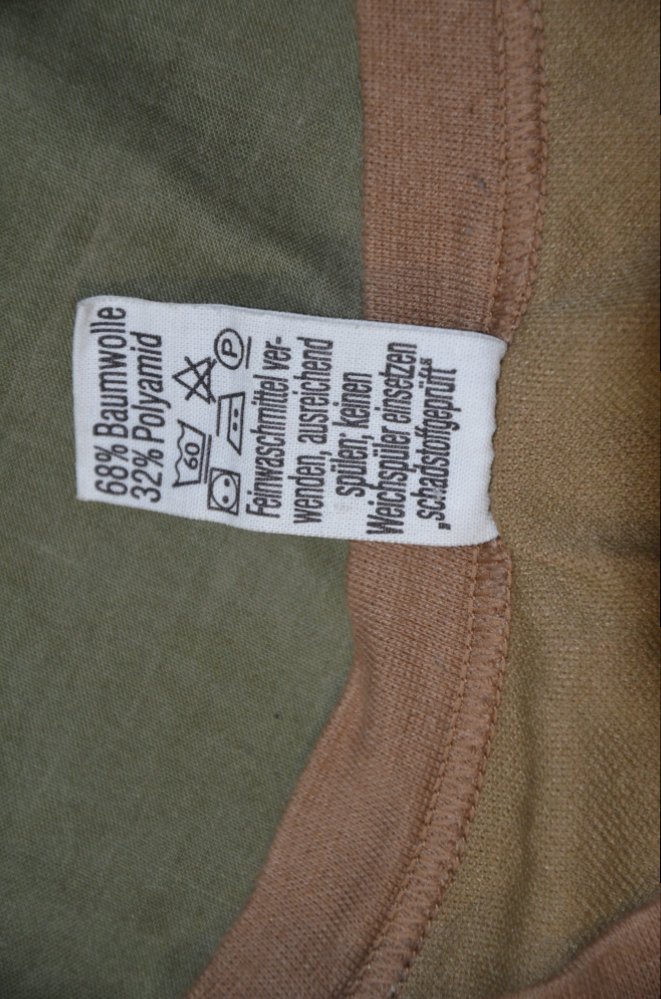 68% Baumwolle
32% Polyamid
60 P
Feinwaschmittel ver-
wenden, ausreichend
spülen; keinen
Weichspüler einsetzen
„schadstoffgeprüft“